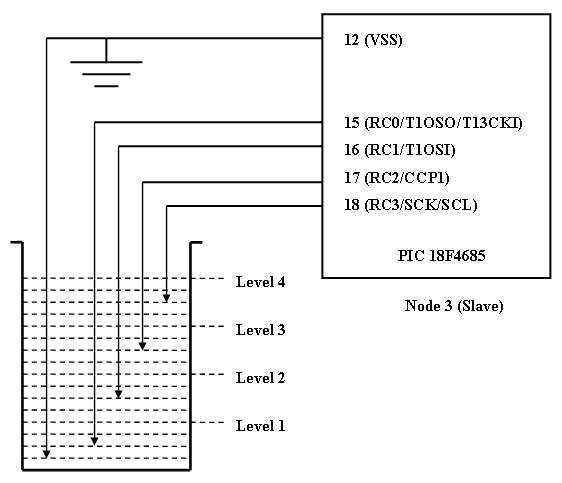 12 (VSS)
15 (RC0/T1OSO/T13CKI)
16 (RC1/T1OSI)
17 (RC2/CCP1)
18 (RC3/SCK/SCL)
PIC 18F4685
Node 3 (Slave)
Level 4
Level 3
Level 2
Level 1